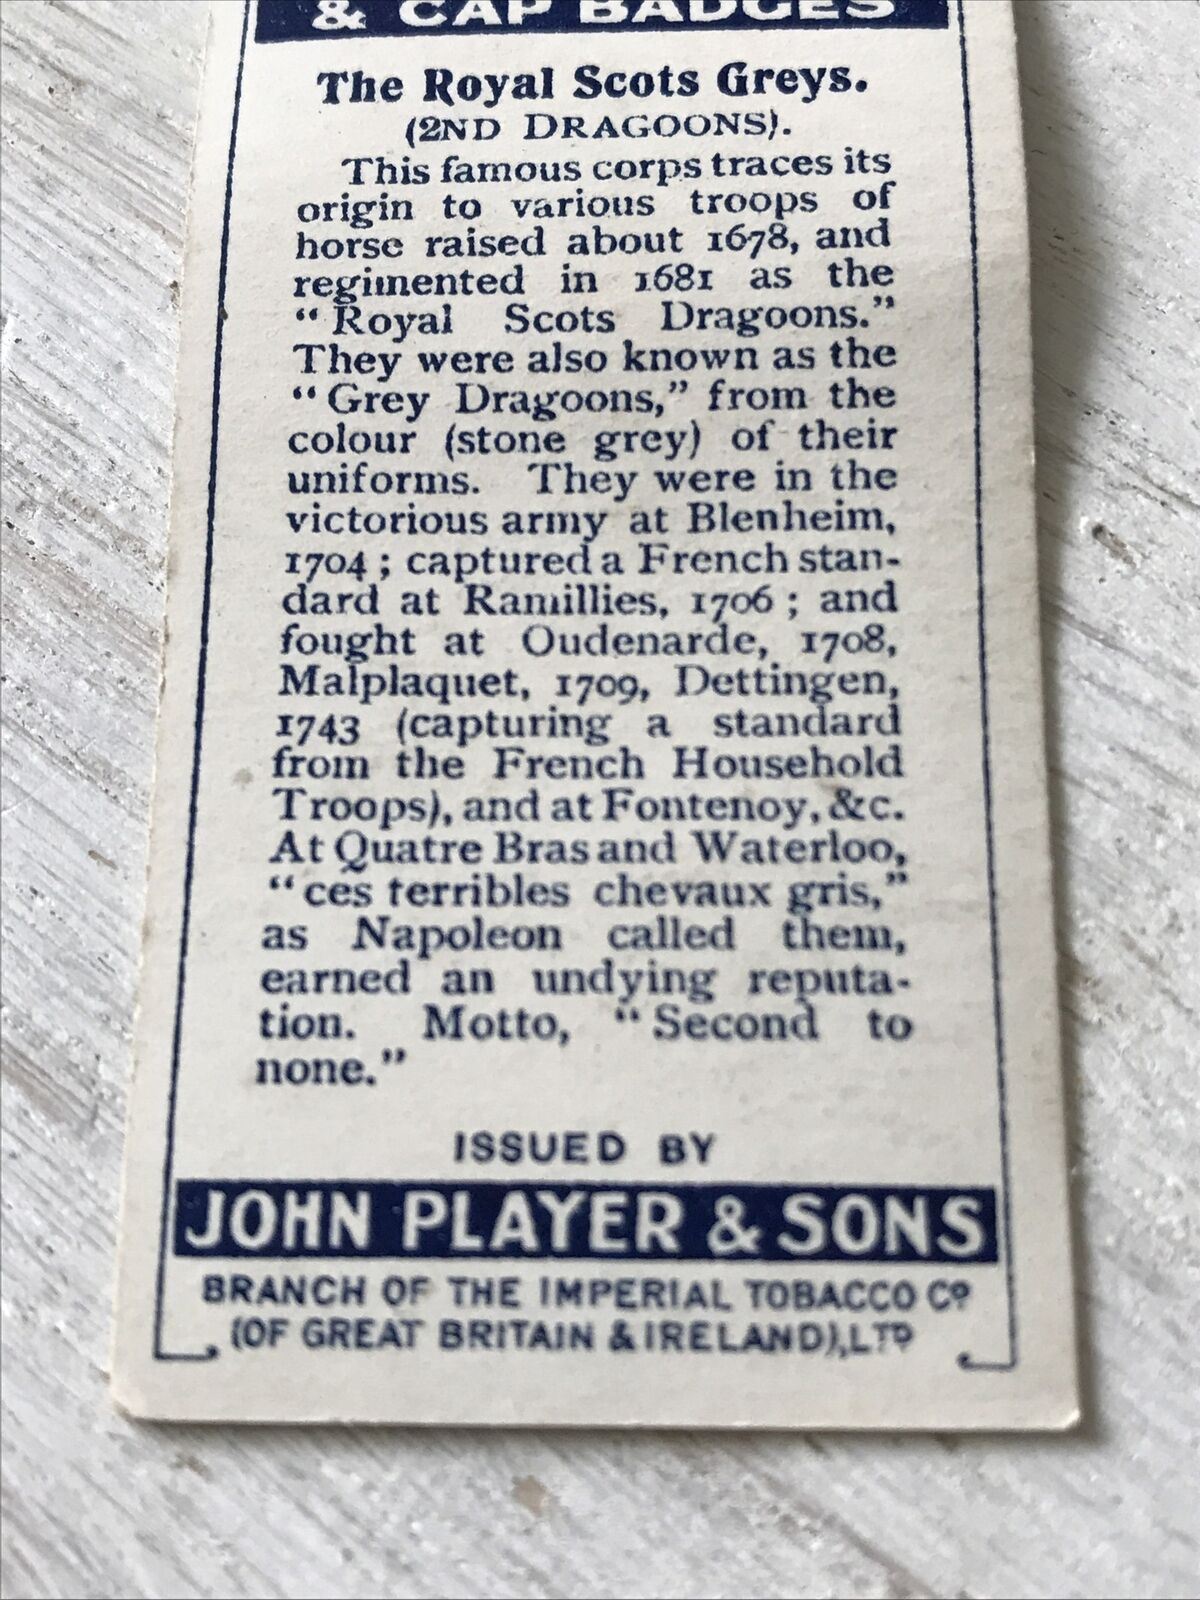 & CAP BADGES
The Royal Scots Greys.
(2ND DRAGOONS).
This famous corps traces its
origin to various troops of
horse raised about 1678, and
regimented in 1681 as the
"Royal Scots Dragoons."
They were also known as the
"Grey Dragoons," from the
colour (stone grey) of their
uniforms. They were in the
victorious army at Blenheim,
1704; captured a French stan-
dard at Ramillies, 1706; and
fought at Oudenarde, 1708,
Malplaquet, 1709, Dettingen,
1743 (capturing a standard
from the French Household
Troops), and at Fontenoy, &c.
At Quatre Bras and Waterloo,
"ces terribles chevaux gris,"
as Napoleon called them,
earned an undying reputa-
tion. Motto, "Second to
none."
ISSUED BY
JOHN PLAYER & SONS
BRANCH OF THE IMPERIAL TOBACCO Co
(OF GREAT BRITAIN & IRELAND), LTD